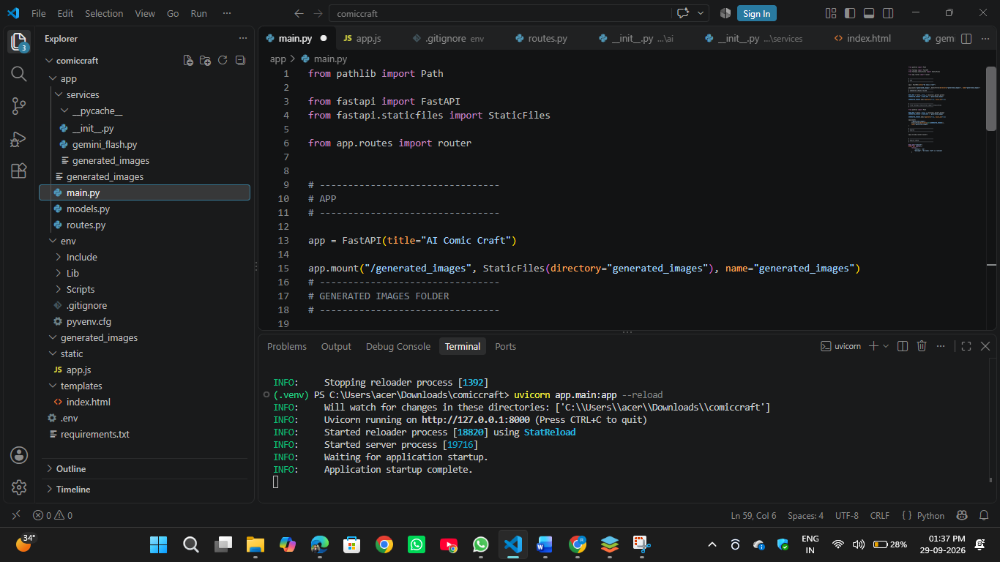 File Edit Selection View Go Run ··· comiccraft Sign In
Explorer ···
comiccraft
app
services
__pycache__
__init__.py
gemini_flash.py
generated_images
generated_images
main.py
models.py
routes.py
env
Include
Lib
Scripts
.gitignore
pyvenv.cfg
generated_images
static
JS app.js
templates
index.html
.env
requirements.txt
Outline
Timeline
3
main.py JS app.js .gitignore env routes.py __init__.py ...\ai __init__.py ...\services index.html gemi ···
app > main.py
1 from pathlib import Path
2
3 from fastapi import FastAPI
4 from fastapi.staticfiles import StaticFiles
5
6 from app.routes import router
7
8
9 # --------------------------------
10 # APP
11 # --------------------------------
12
13 app = FastAPI(title="AI Comic Craft")
14
15 app.mount("/generated_images", StaticFiles(directory="generated_images"), name="generated_images")
16 # --------------------------------
17 # GENERATED IMAGES FOLDER
18 # --------------------------------
19
Problems Output Debug Console Terminal Ports uvicorn ···
INFO: Stopping reloader process [1392]
(.venv) PS C:\Users\acer\Downloads\comiccraft> uvicorn app.main:app --reload
INFO: Will watch for changes in these directories: ['C:\\Users\\acer\\Downloads\\comiccraft']
INFO: Uvicorn running on http://127.0.0.1:8000 (Press CTRL+C to quit)
INFO: Started reloader process [18820] using StatReload
INFO: Started server process [19716]
INFO: Waiting for application startup.
INFO: Application startup complete.
0 0 Ln 59, Col 6 Spaces: 4 UTF-8 CRLF { } Python
34° ENG IN 28% 01:37 PM 29-09-2026